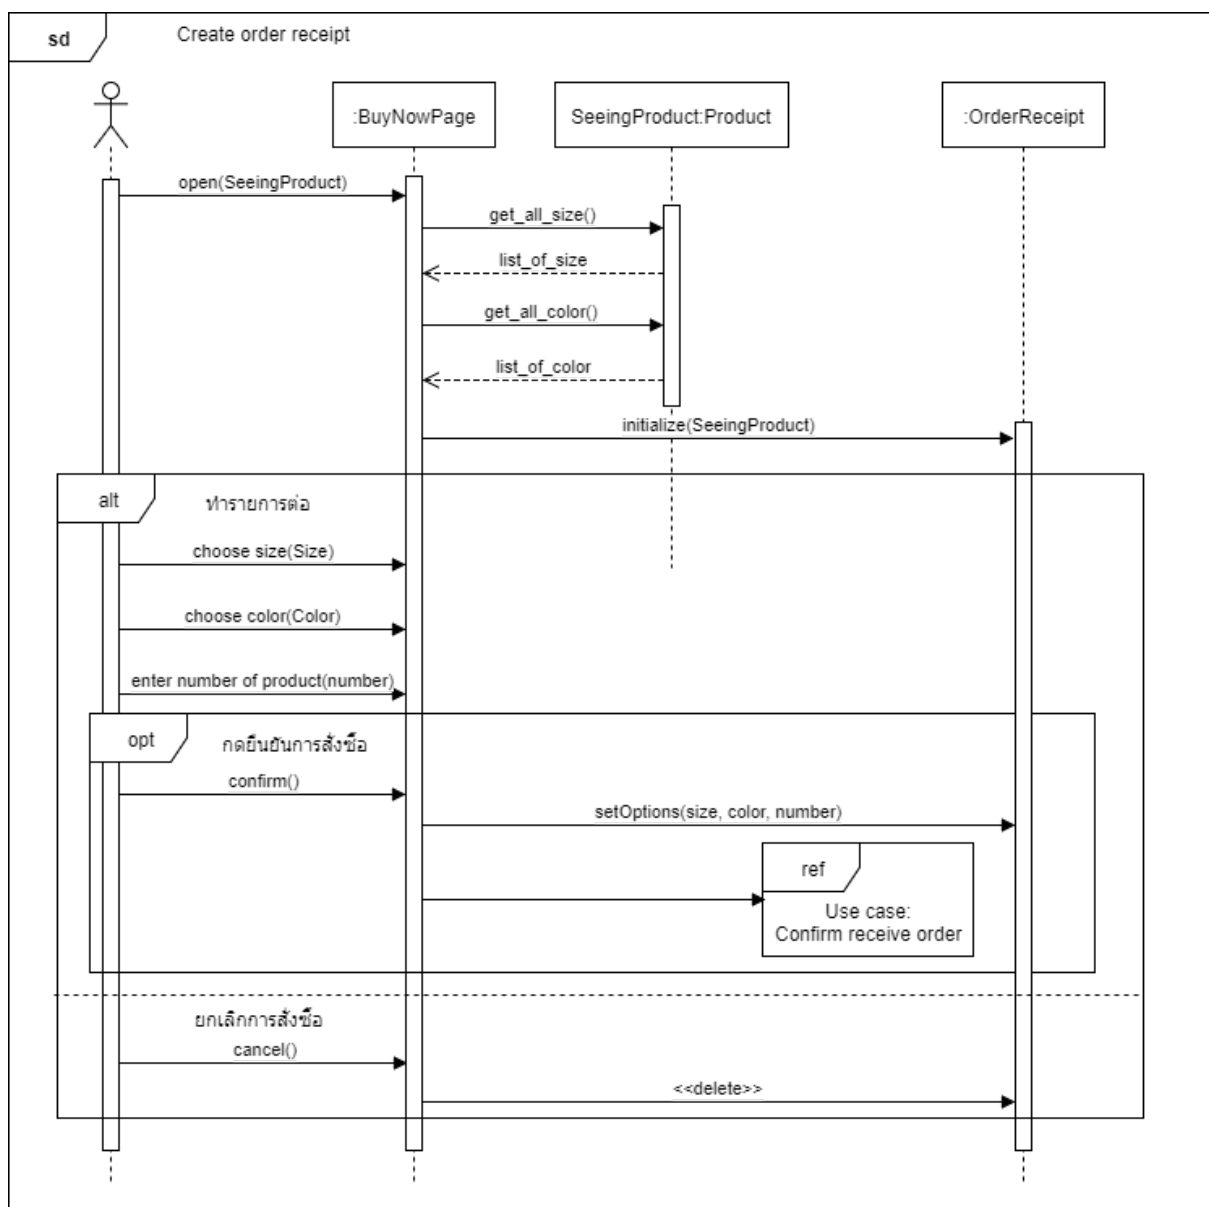 sd
Create order receipt
:BuyNowPage
SeeingProduct:Product
:OrderReceipt
open(SeeingProduct)
get_all_size()
list_of_size
get_all_color()
list_of_color
initialize(SeeingProduct)
alt
ทำรายการต่อ
choose size(Size)
choose color(Color)
enter number of product(number)
opt
กดยืนยันการสั่งซื้อ
confirm()
setOptions(size, color, number)
ref
Use case:
Confirm receive order
ยกเลิกการสั่งซื้อ
cancel()
<<delete>>